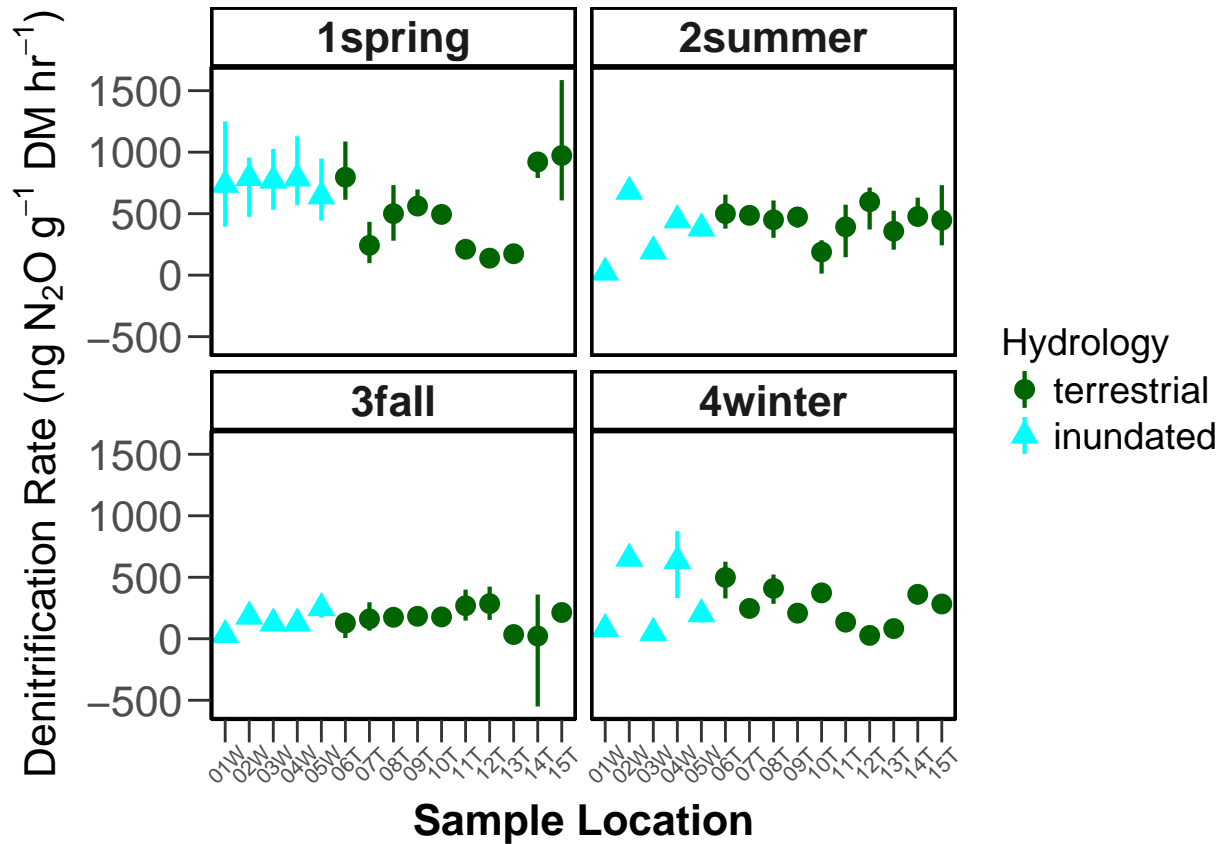 1spring
2summer
1500
1000
500
0
−500
3fall
4winter
1500
1000
500
0
−500
Denitrification Rate (ng N₂O g⁻¹ DM hr⁻¹)
01W 02W 03W 04W 05W 06T 07T 08T 09T 10T 11T 12T 13T 14T 15T
01W 02W 03W 04W 05W 06T 07T 08T 09T 10T 11T 12T 13T 14T 15T
Sample Location
Hydrology
terrestrial
inundated